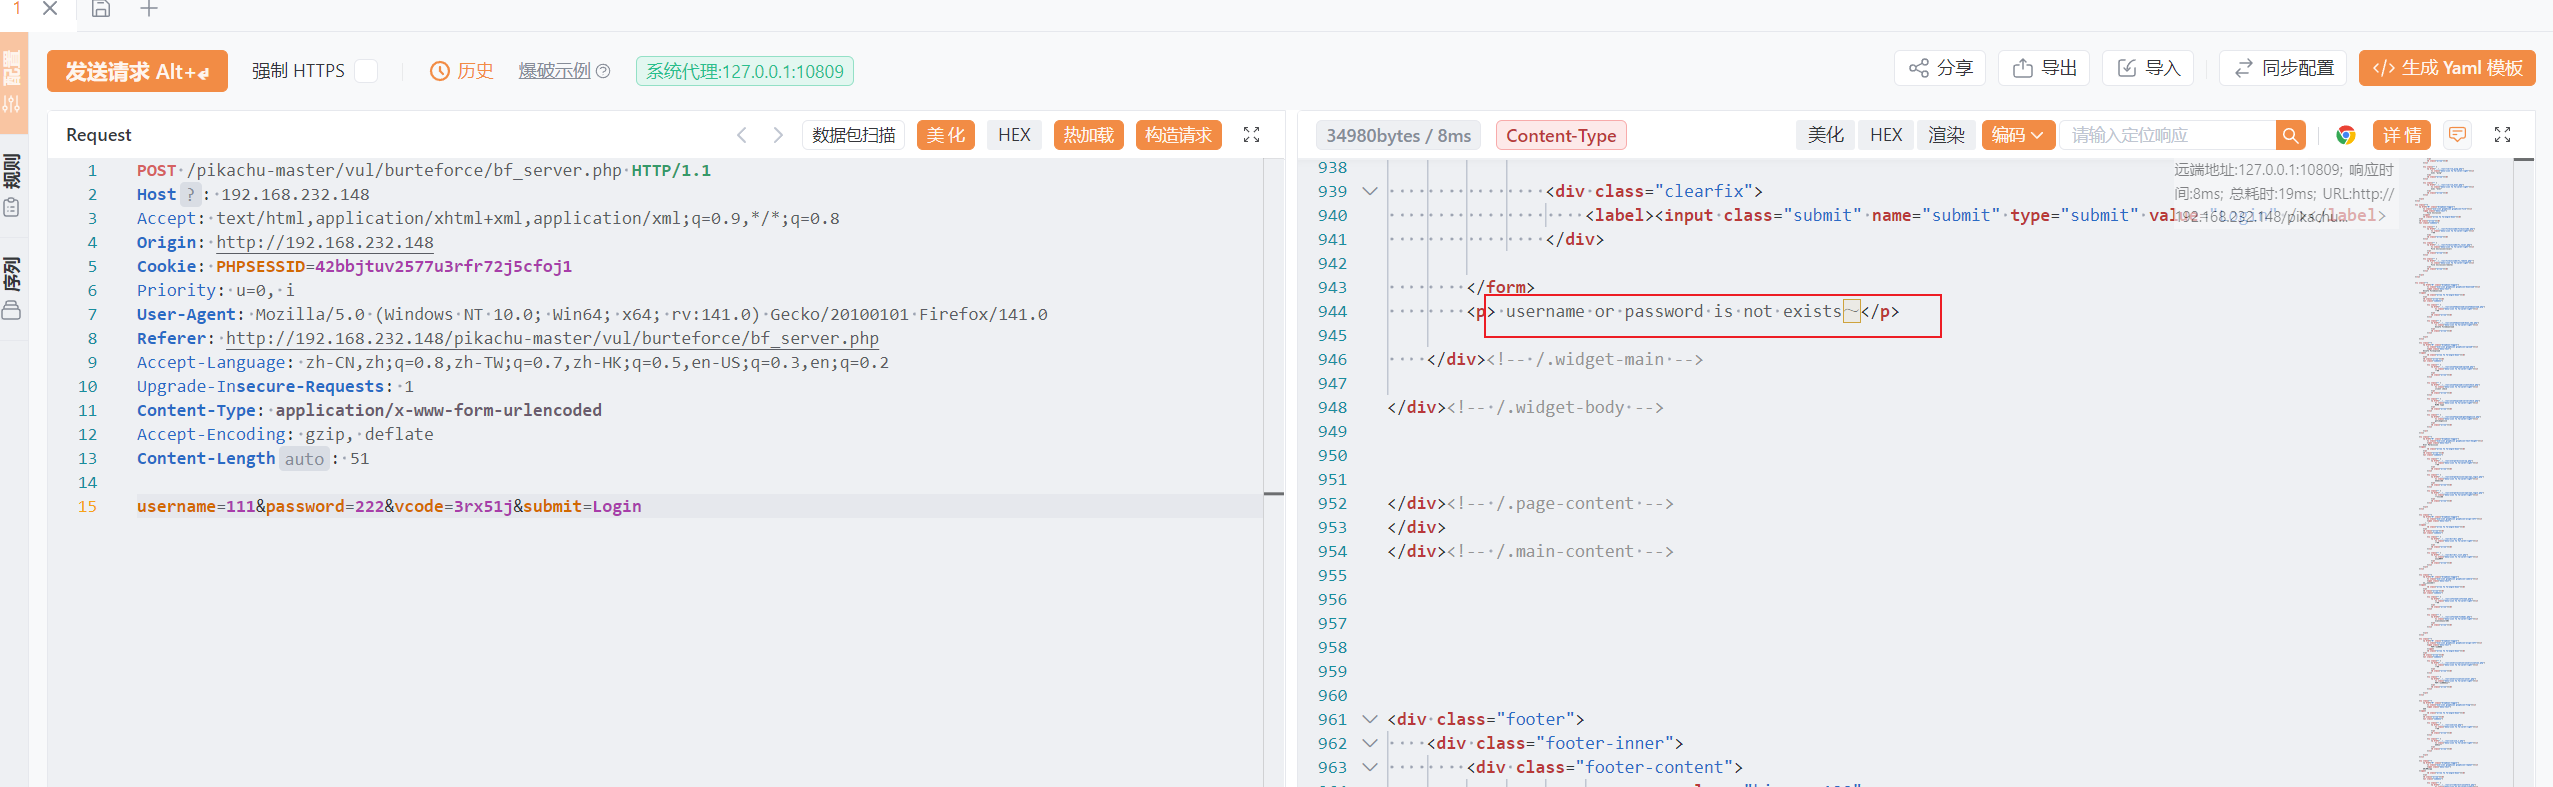 1
发送请求 Alt+
强制 HTTPS
历史
爆破示例
系统代理:127.0.0.1:10809
分享
导出
导入
同步配置
</> 生成 Yaml 模板
配置
规则
序列
Request
数据包扫描
美化
HEX
热加载
构造请求
1 POST /pikachu-master/vul/burteforce/bf_server.php HTTP/1.1
2 Host ? : 192.168.232.148
3 Accept: text/html,application/xhtml+xml,application/xml;q=0.9,*/*;q=0.8
4 Origin: http://192.168.232.148
5 Cookie: PHPSESSID=42bbjtuv2577u3rfr72j5cfoj1
6 Priority: u=0, i
7 User-Agent: Mozilla/5.0 (Windows NT 10.0; Win64; x64; rv:141.0) Gecko/20100101 Firefox/141.0
8 Referer: http://192.168.232.148/pikachu-master/vul/burteforce/bf_server.php
9 Accept-Language: zh-CN,zh;q=0.8,zh-TW;q=0.7,zh-HK;q=0.5,en-US;q=0.3,en;q=0.2
10 Upgrade-Insecure-Requests: 1
11 Content-Type: application/x-www-form-urlencoded
12 Accept-Encoding: gzip, deflate
13 Content-Length auto : 51
14
15 username=111&password=222&vcode=3rx51j&submit=Login
34980bytes / 8ms
Content-Type
美化
HEX
渲染
编码
请输入定位响应
详情
远端地址:127.0.0.1:10809; 响应时
间:8ms; 总耗时:19ms; URL:http://
192.168.232.148/pikachu...
938
939 <div class="clearfix">
940 <label><input class="submit" name="submit" type="submit" value="Login" /></label>
941 </div>
942
943 </form>
944 <p> username or password is not exists~</p>
945
946 </div><!-- /.widget-main -->
947
948 </div><!-- /.widget-body -->
949
950
951
952 </div><!-- /.page-content -->
953 </div>
954 </div><!-- /.main-content -->
955
956
957
958
959
960
961 <div class="footer">
962 <div class="footer-inner">
963 <div class="footer-content">